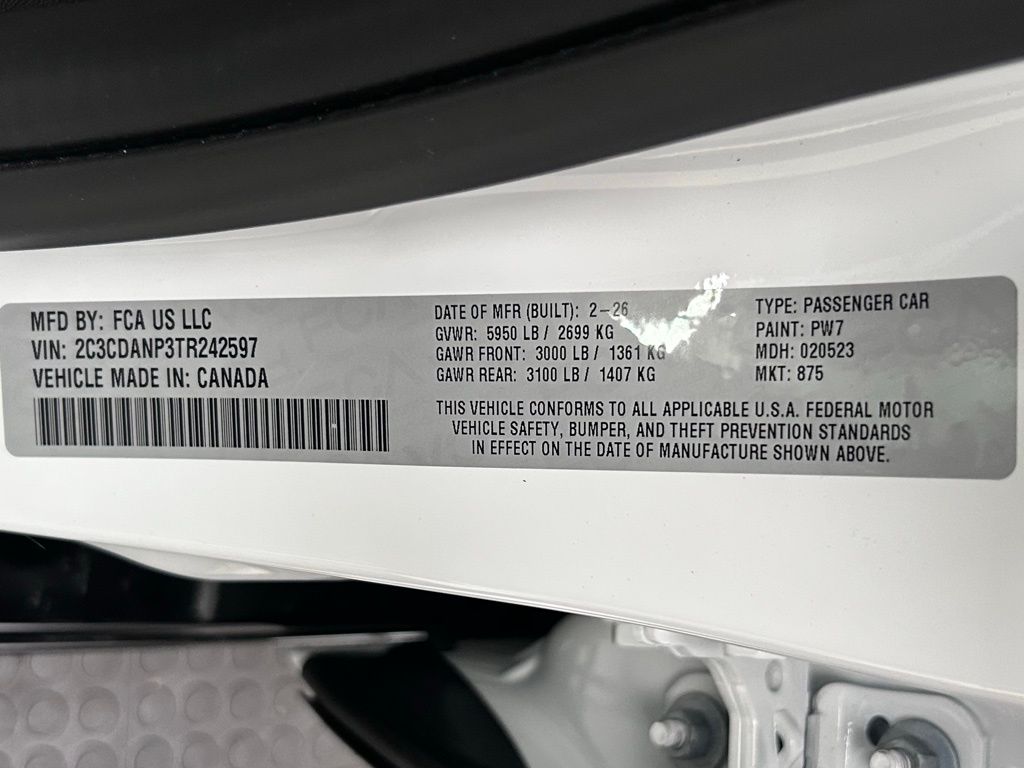 MFD BY: FCA US LLC
VIN: 2C3CDANP3TR242597
VEHICLE MADE IN: CANADA
DATE OF MFR (BUILT): 2-26
GVWR: 5950 LB / 2699 KG
GAWR FRONT: 3000 LB / 1361 KG
GAWR REAR: 3100 LB / 1407 KG
TYPE: PASSENGER CAR
PAINT: PW7
MDH: 020523
MKT: 875
THIS VEHICLE CONFORMS TO ALL APPLICABLE U.S.A. FEDERAL MOTOR
VEHICLE SAFETY, BUMPER, AND THEFT PREVENTION STANDARDS
IN EFFECT ON THE DATE OF MANUFACTURE SHOWN ABOVE.